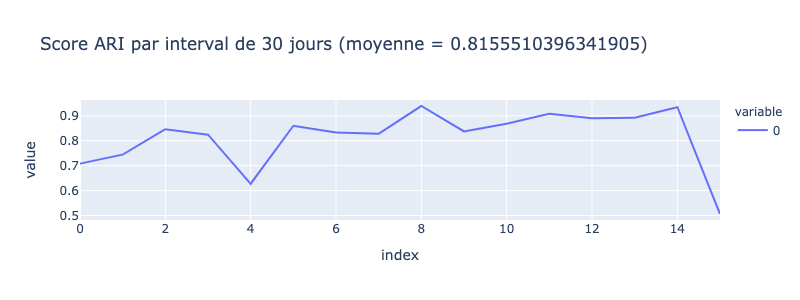 Score ARI par interval de 30 jours (moyenne = 0.8155510396341905)
variable
0
value
0.9
0.8
0.7
0.6
0.5
0 2 4 6 8 10 12 14
index